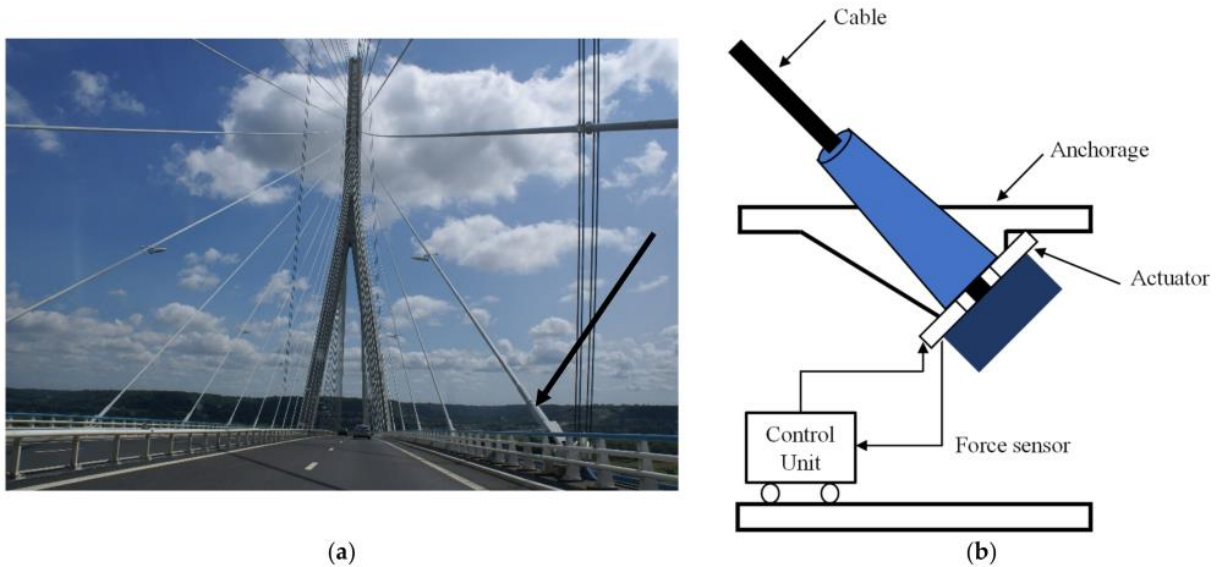 Cable
Anchorage
Actuator
Control
Unit
Force sensor
(a)
(b)